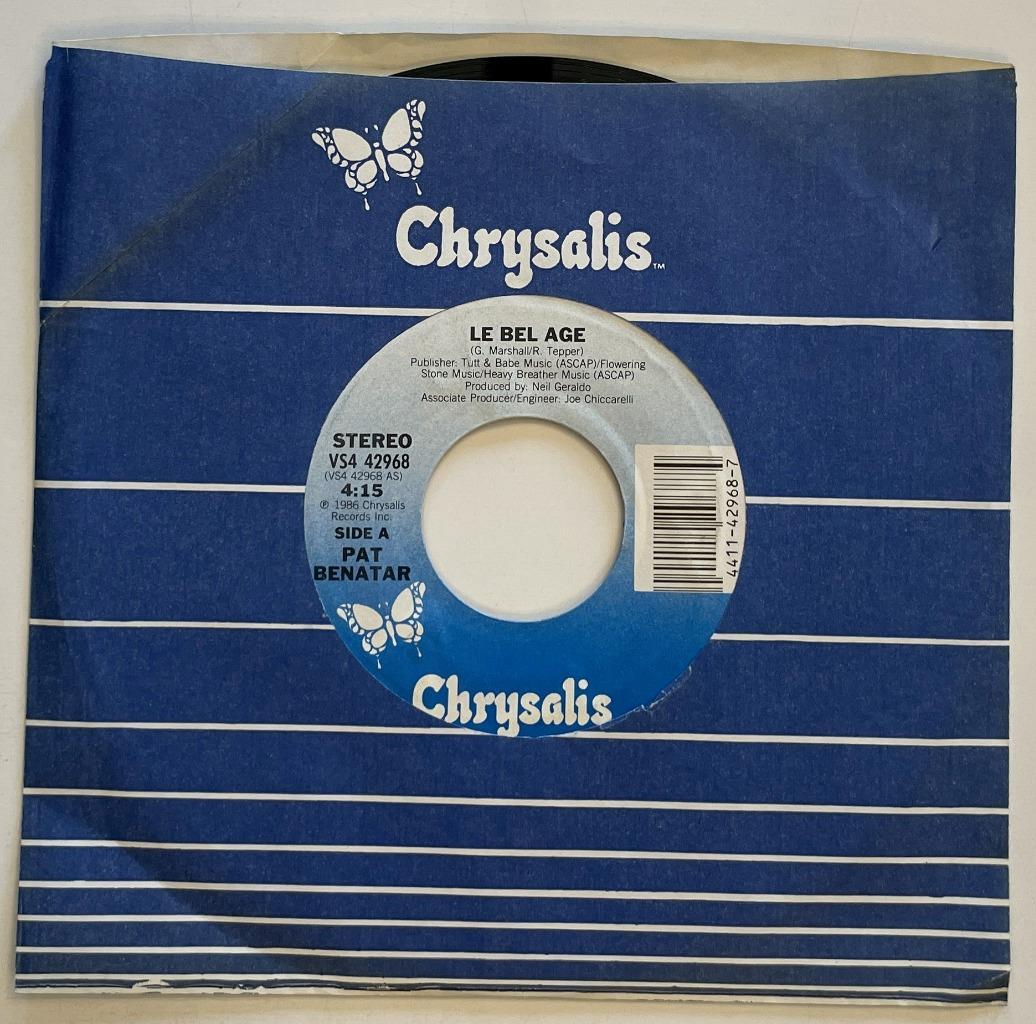 Chrysalis™
LE BEL AGE
(G. Marshall/R. Tepper)
Publisher: Tutt & Babe Music (ASCAP)/Flowering
Stone Music/Heavy Breather Music (ASCAP)
Produced by: Neil Geraldo
Associate Producer/Engineer: Joe Chiccarelli
STEREO
VS4 42968
(VS4 42968 AS)
4:15
℗ 1986 Chrysalis
Records Inc.
SIDE A
PAT
BENATAR
4411-42968-7
Chrysalis